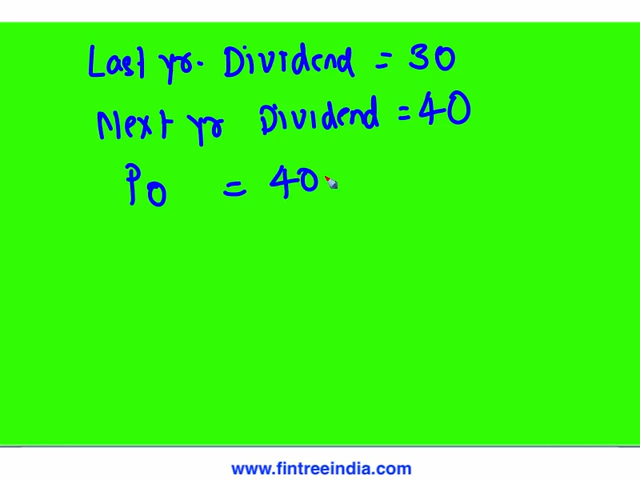 Last yr. Dividend = 30
Next yr Dividend = 40
P0 = 40
www.fintreeindia.com